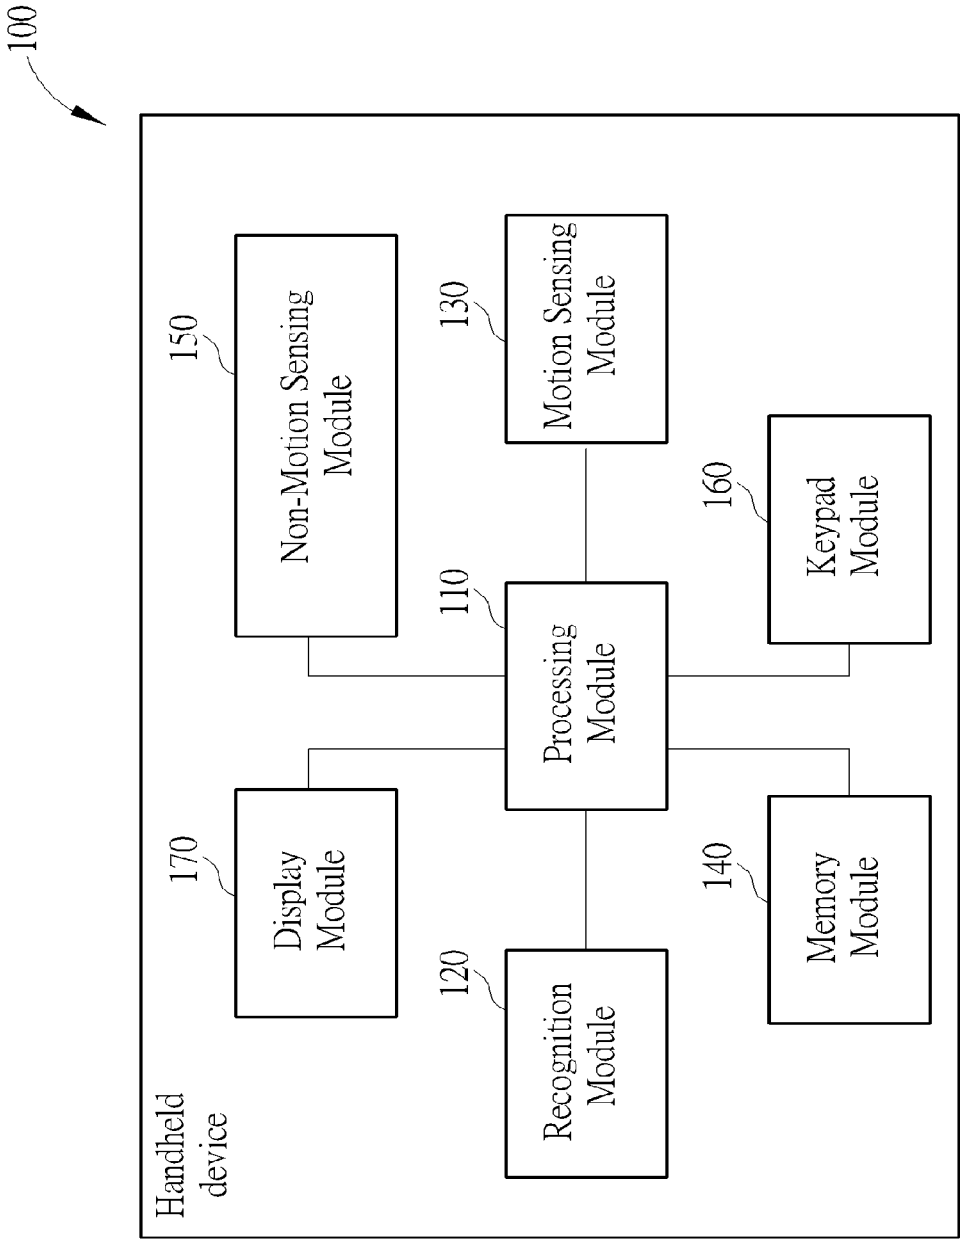 100
Handheld
device
170
Display
Module
150
Non-Motion Sensing
Module
120
Recognition
Module
110
Processing
Module
130
Motion Sensing
Module
140
Memory
Module
160
Keypad
Module